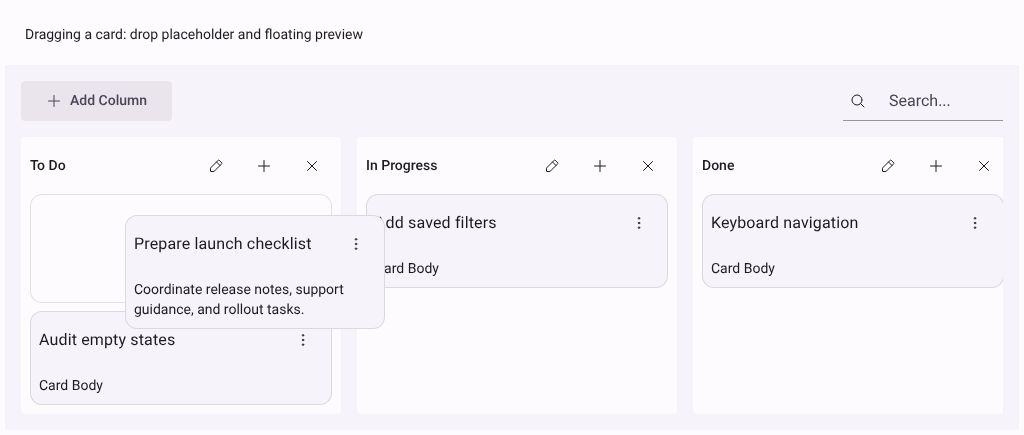 Dragging a card: drop placeholder and floating preview
Add Column
Search...
To Do
In Progress
Done
Prepare launch checklist
Coordinate release notes, support
guidance, and rollout tasks.
Audit empty states
Card Body
dd saved filters
ard Body
Keyboard navigation
Card Body